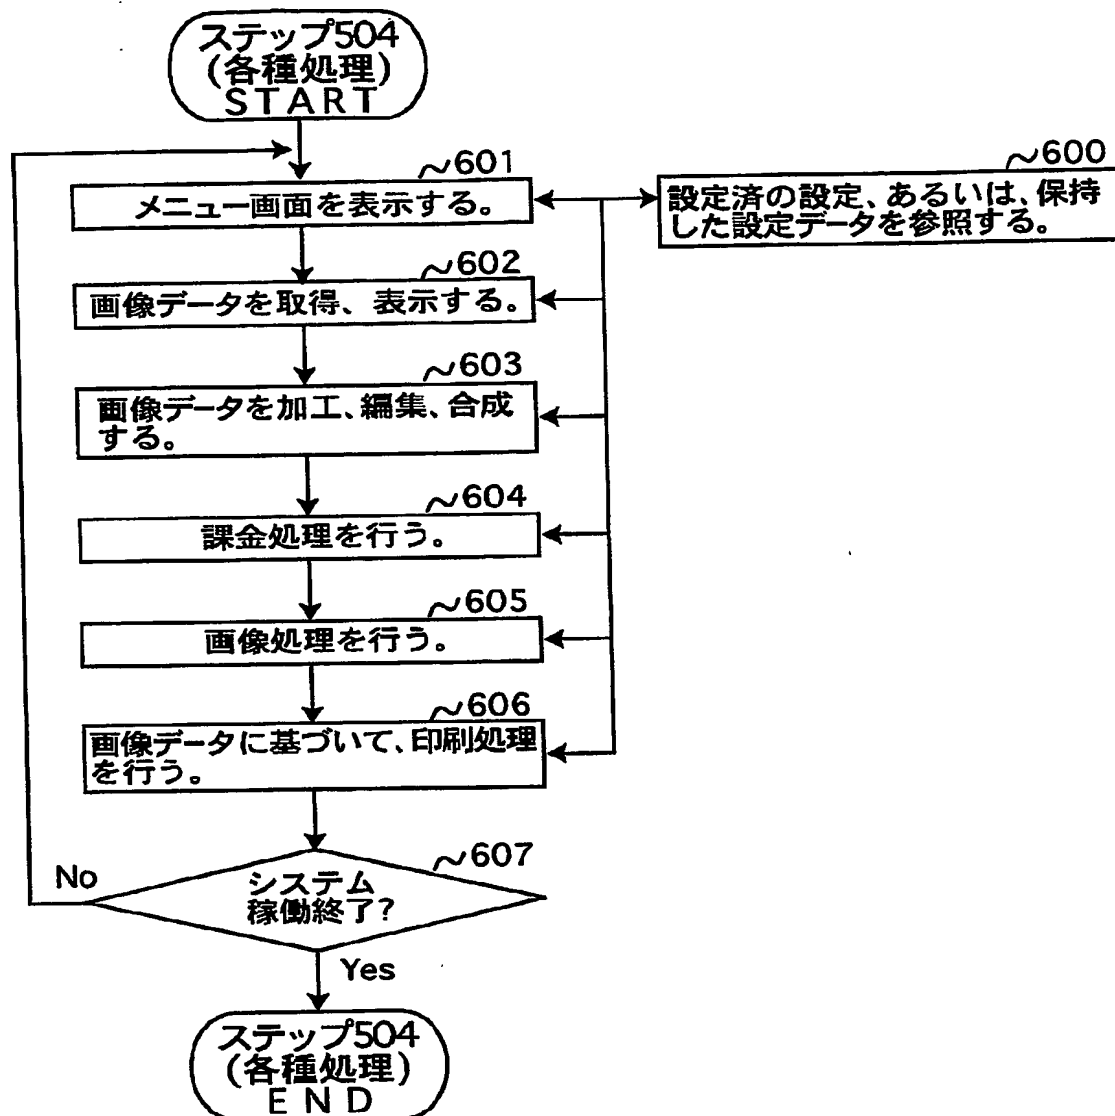 ステップ504
(各種処理)
START
～601
メニュー画面を表示する。
～600
設定済の設定、あるいは、保持
した設定データを参照する。
～602
画像データを取得、表示する。
～603
画像データを加工、編集、合成
する。
～604
課金処理を行う。
～605
画像処理を行う。
～606
画像データに基づいて、印刷処理
を行う。
～607
システム
稼働終了?
No
Yes
ステップ504
(各種処理)
END